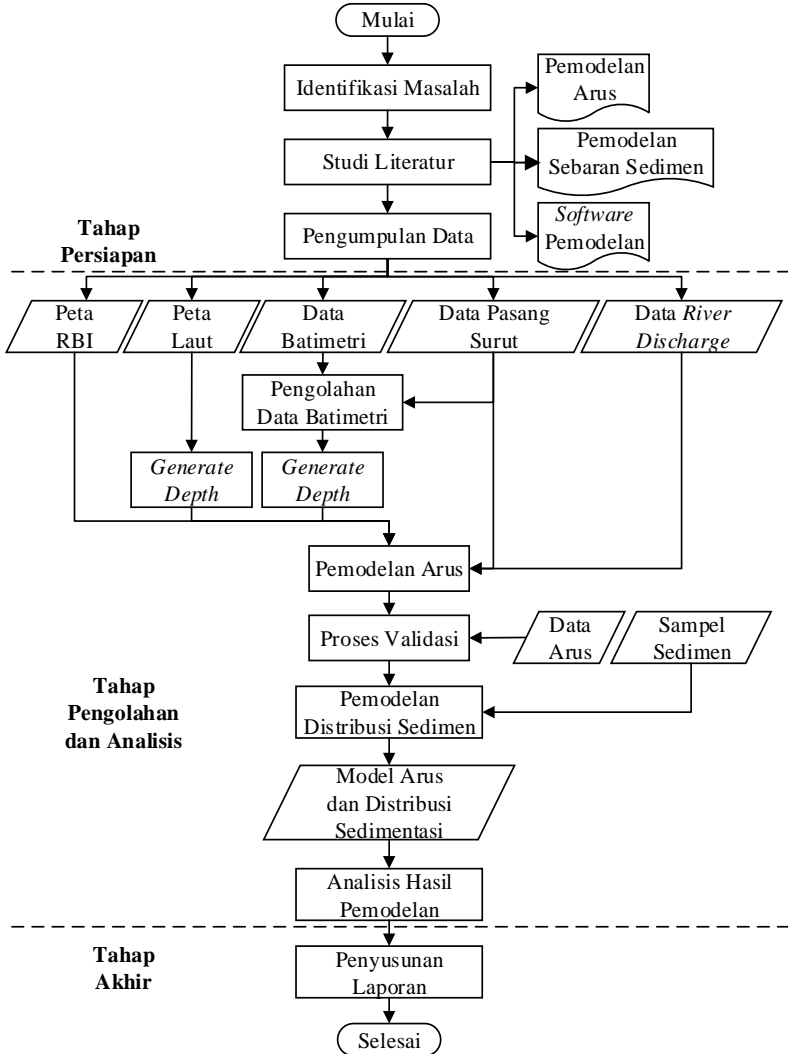 Mulai
Identifikasi Masalah
Pemodelan
Arus
Studi Literatur
Pemodelan
Sebaran Sedimen
Pengumpulan Data
Software
Pemodelan
Tahap
Persiapan
Peta
RBI
Peta
Laut
Data
Batimetri
Data Pasang
Surut
Data River
Discharge
Pengolahan
Data Batimetri
Generate
Depth
Generate
Depth
Pemodelan Arus
Proses Validasi
Data
Arus
Sampel
Sedimen
Tahap
Pengolahan
dan Analisis
Pemodelan
Distribusi Sedimen
Model Arus
dan Distribusi
Sedimentasi
Analisis Hasil
Pemodelan
Tahap
Akhir
Penyusunan
Laporan
Selesai